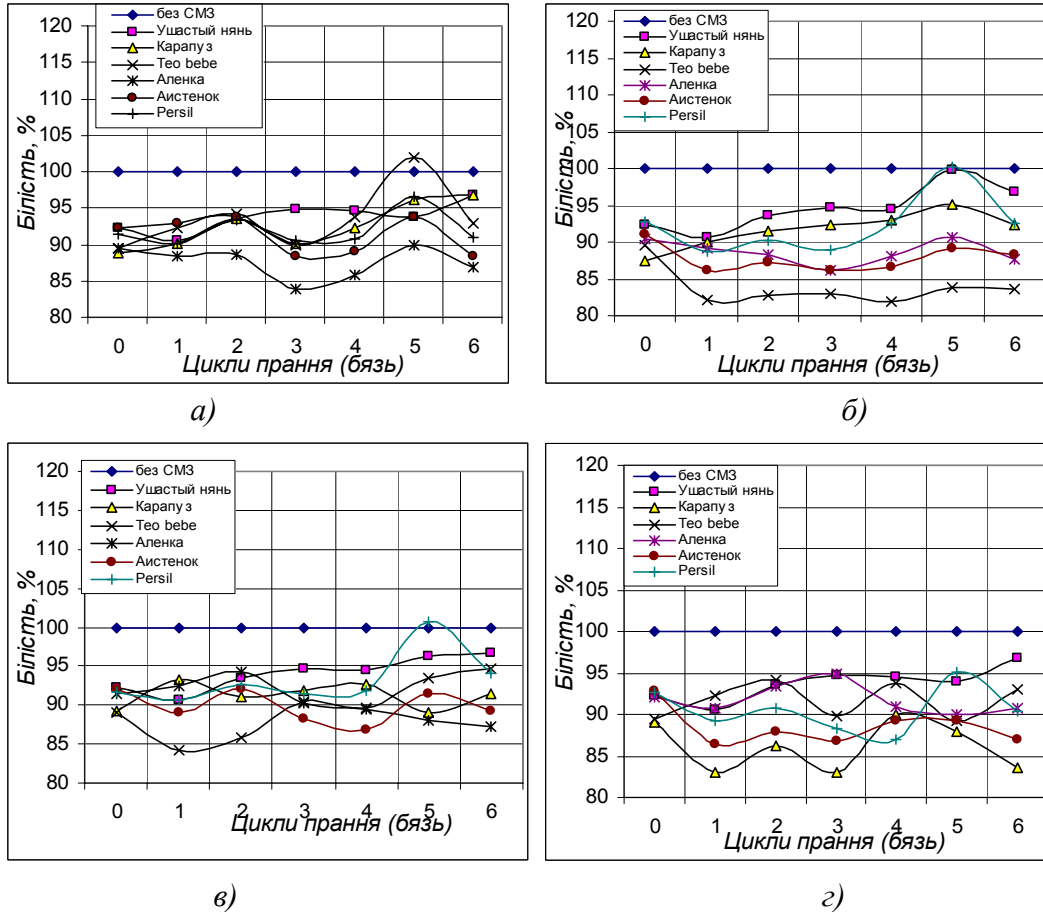 120
115
110
105
100
95
90
85
80
Білість, %
без СМЗ
Ушастый нянь
Карапуз
Teo bebe
Аленка
Аистенок
Persil
0 1 2 3 4 5 6
Цикли прання (бязь)
а)
120
115
110
105
100
95
90
85
80
Білість, %
без СМЗ
Ушастый нянь
Карапуз
Teo bebe
Аленка
Аистенок
Persil
0 1 2 3 4 5 6
Цикли прання (бязь)
б)
120
115
110
105
100
95
90
85
80
Білість, %
без СМЗ
Ушастый нянь
Карапуз
Teo bebe
Аленка
Аистенок
Persil
0 1 2 3 4 5 6
Цикли прання (бязь)
в)
120
115
110
105
100
95
90
85
80
Білість, %
без СМЗ
Ушастый нянь
Карапуз
Teo bebe
Аленка
Аистенок
Persil
0 1 2 3 4 5 6
Цикли прання (бязь)
г)